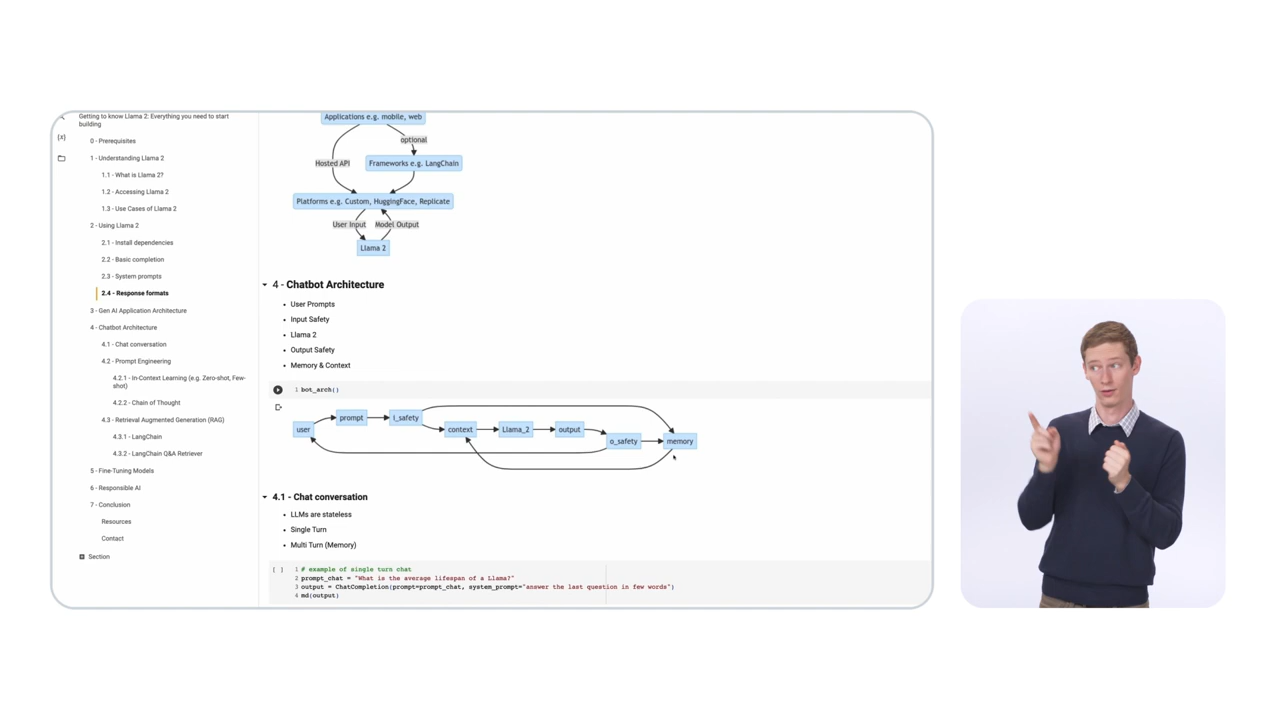 Getting to know Llama 2: Everything you need to start
building
0 - Prerequisites
1 - Understanding Llama 2
1.1 - What is Llama 2?
1.2 - Accessing Llama 2
1.3 - Use Cases of Llama 2
2 - Using Llama 2
2.1 - Install dependencies
2.2 - Basic completion
2.3 - System prompts
2.4 - Response formats
3 - Gen AI Application Architecture
4 - Chatbot Architecture
4.1 - Chat conversation
4.2 - Prompt Engineering
4.2.1 - In-Context Learning (e.g. Zero-shot, Few-
shot)
4.2.2 - Chain of Thought
4.3 - Retrieval Augmented Generation (RAG)
4.3.1 - LangChain
4.3.2 - LangChain Q&A Retriever
5 - Fine-Tuning Models
6 - Responsible AI
7 - Conclusion
Resources
Contact
Section
Applications e.g. mobile, web
optional
Hosted API
Frameworks e.g. LangChain
Platforms e.g. Custom, HuggingFace, Replicate
User Input
Model Output
Llama 2
4 - Chatbot Architecture
• User Prompts
• Input Safety
• Llama 2
• Output Safety
• Memory & Context
1 bot_arch()
user
prompt
i_safety
context
Llama_2
output
o_safety
memory
4.1 - Chat conversation
• LLMs are stateless
• Single Turn
• Multi Turn (Memory)
[ ] 1 # example of single turn chat
2 prompt_chat = "What is the average lifespan of a Llama?"
3 output = ChatCompletion(prompt=prompt_chat, system_prompt="answer the last question in few words")
4 md(output)